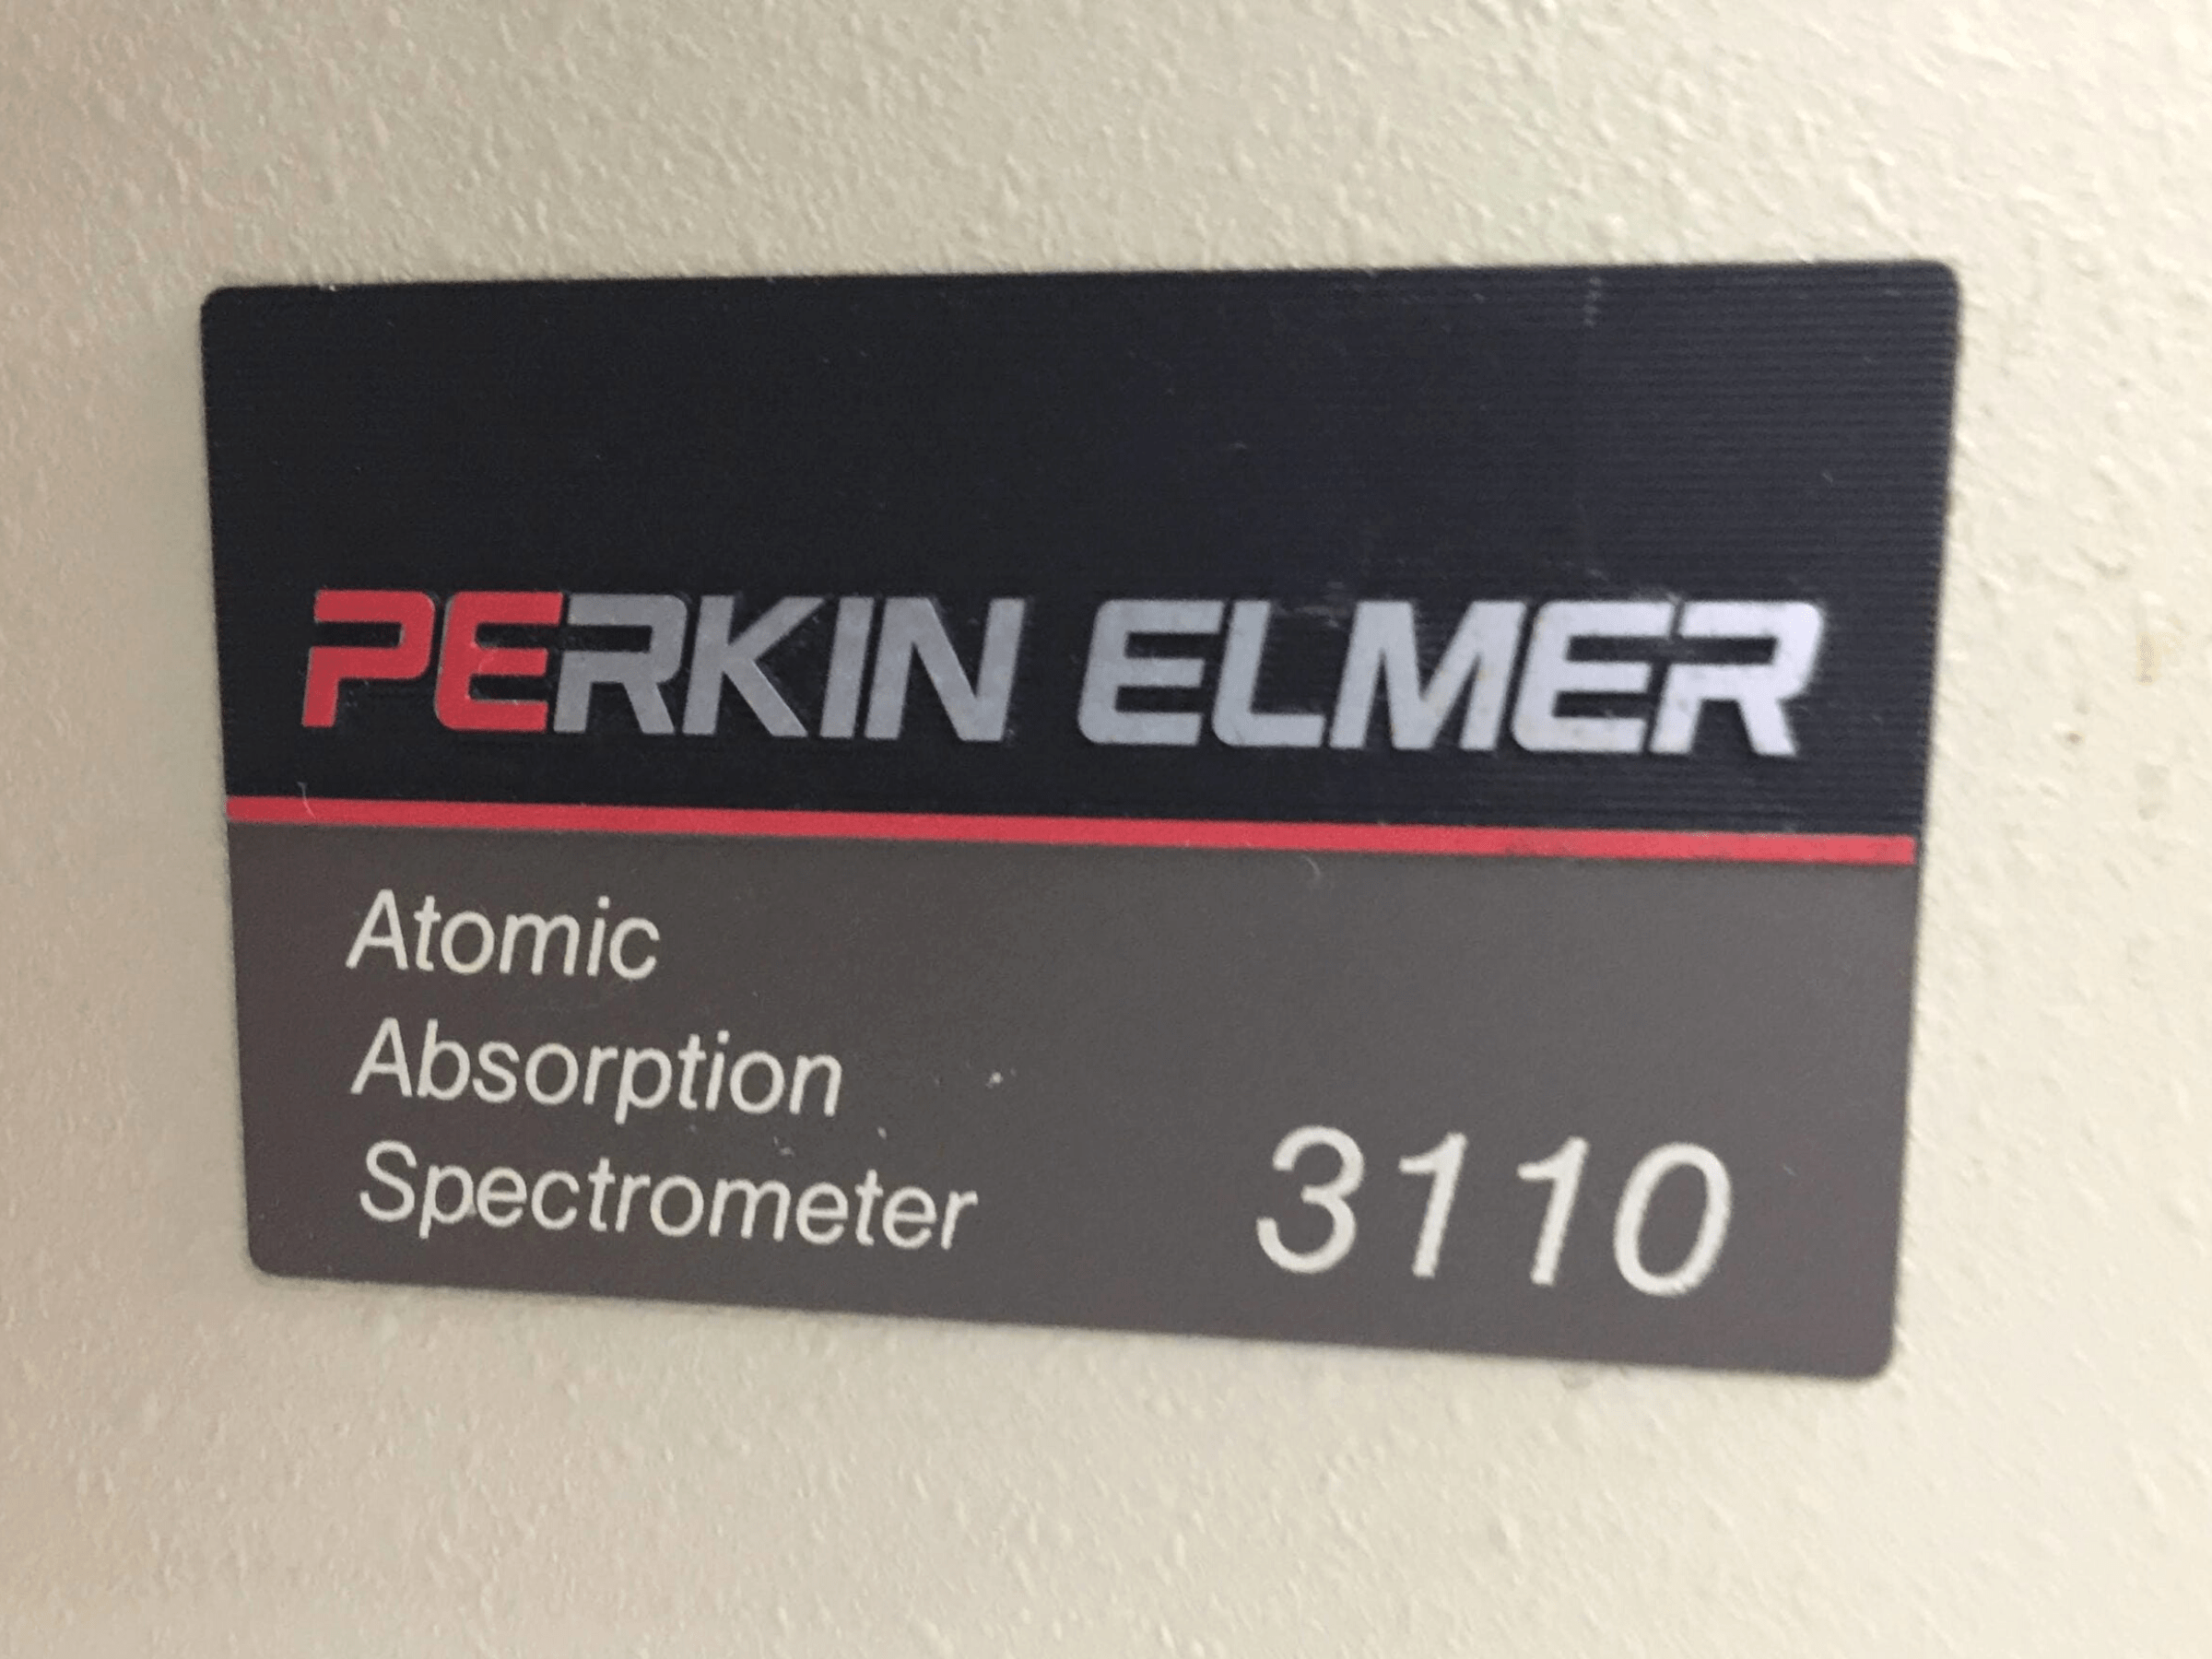 PERKIN ELMER
Atomic
Absorption
Spectrometer
3110